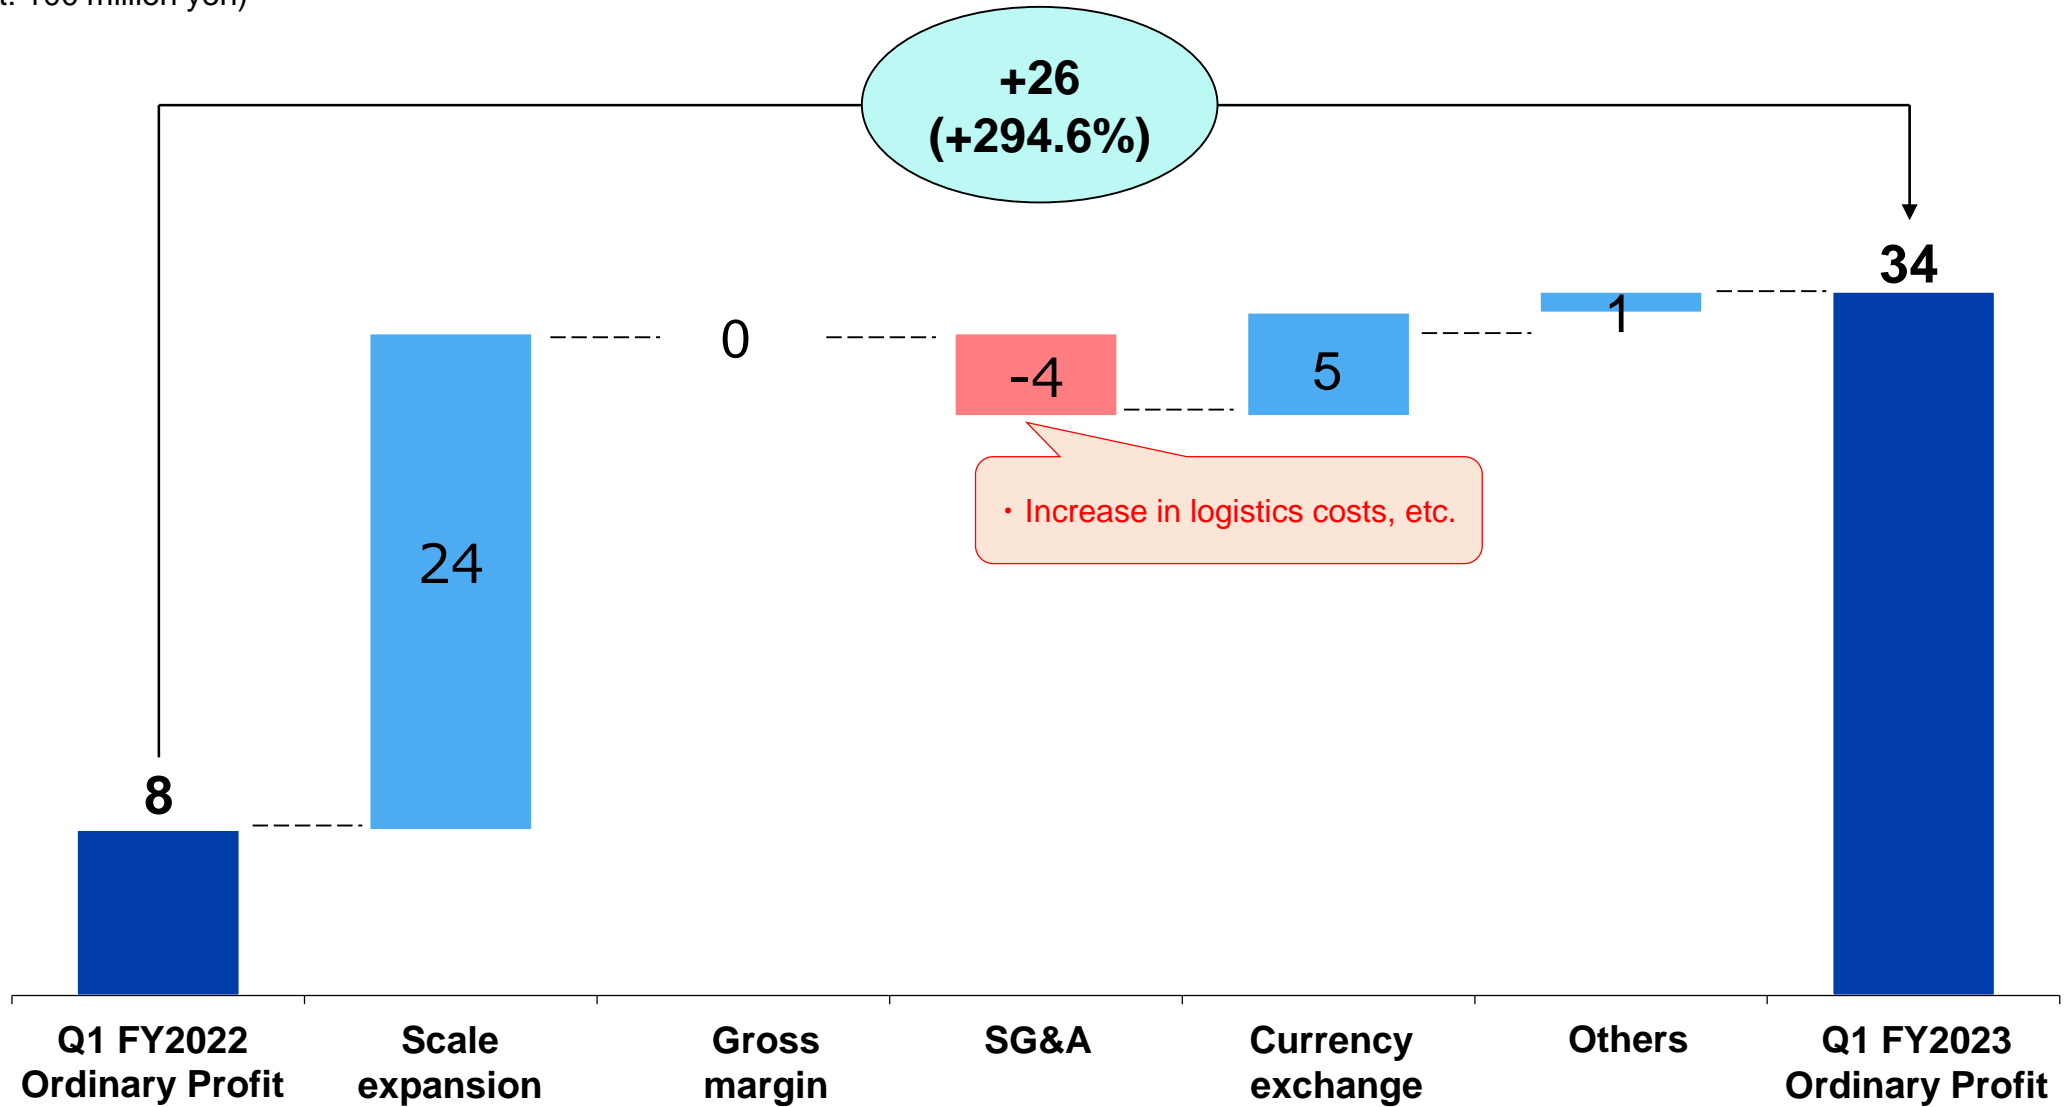 +26
(+294.6%)
34
1
0
-4
5
・Increase in logistics costs, etc.
24
8
Q1 FY2022
Ordinary Profit
Scale
expansion
Gross
margin
SG&A
Currency
exchange
Others
Q1 FY2023
Ordinary Profit